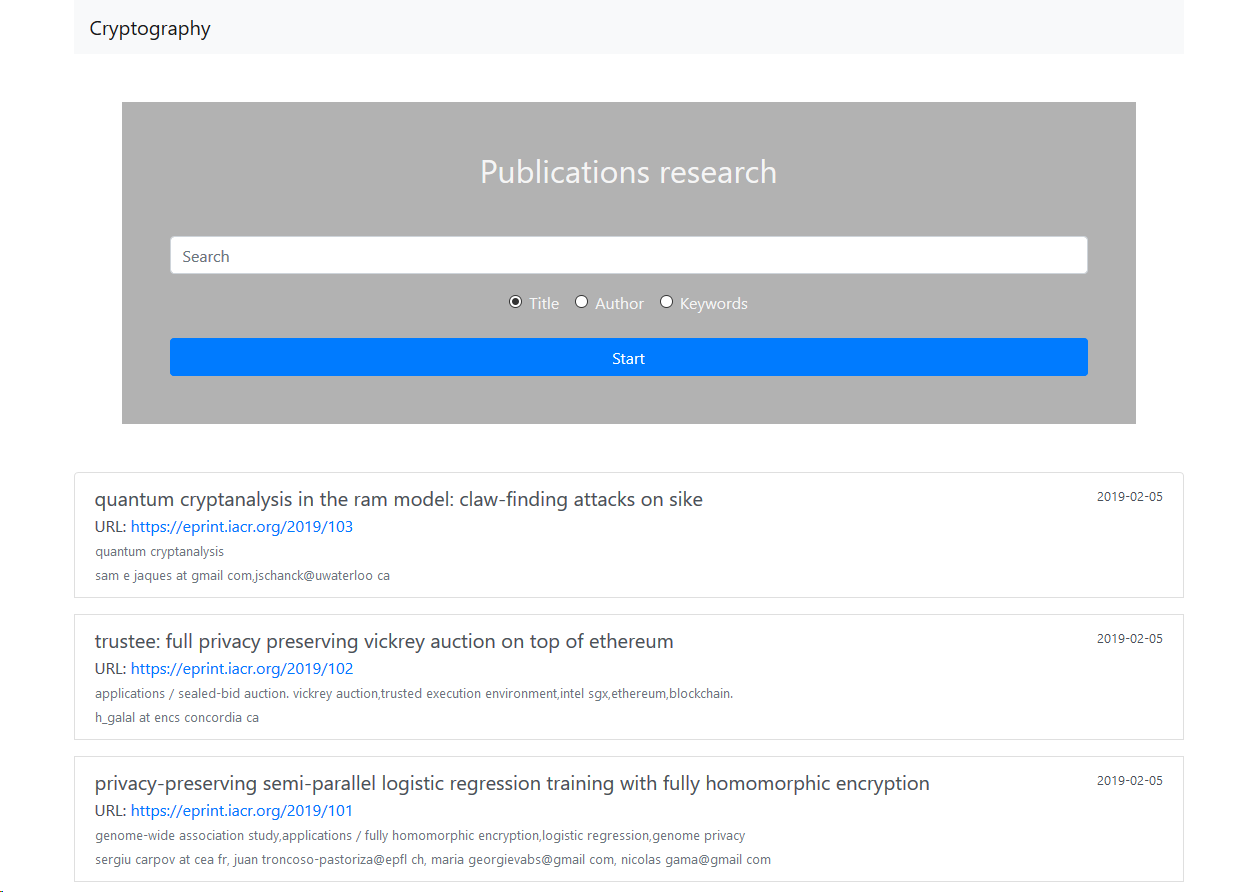 Cryptography
Publications research
Search
Title Author Keywords
Start
quantum cryptanalysis in the ram model: claw-finding attacks on sike 2019-02-05
URL: https://eprint.iacr.org/2019/103
quantum cryptanalysis
sam e jaques at gmail com,jschanck@uwaterloo ca
trustee: full privacy preserving vickrey auction on top of ethereum 2019-02-05
URL: https://eprint.iacr.org/2019/102
applications / sealed-bid auction. vickrey auction,trusted execution environment,intel sgx,ethereum,blockchain.
h_galal at encs concordia ca
privacy-preserving semi-parallel logistic regression training with fully homomorphic encryption 2019-02-05
URL: https://eprint.iacr.org/2019/101
genome-wide association study,applications / fully homomorphic encryption,logistic regression,genome privacy
sergiu carpov at cea fr, juan troncoso-pastoriza@epfl ch, maria georgievabs@gmail com, nicolas gama@gmail com